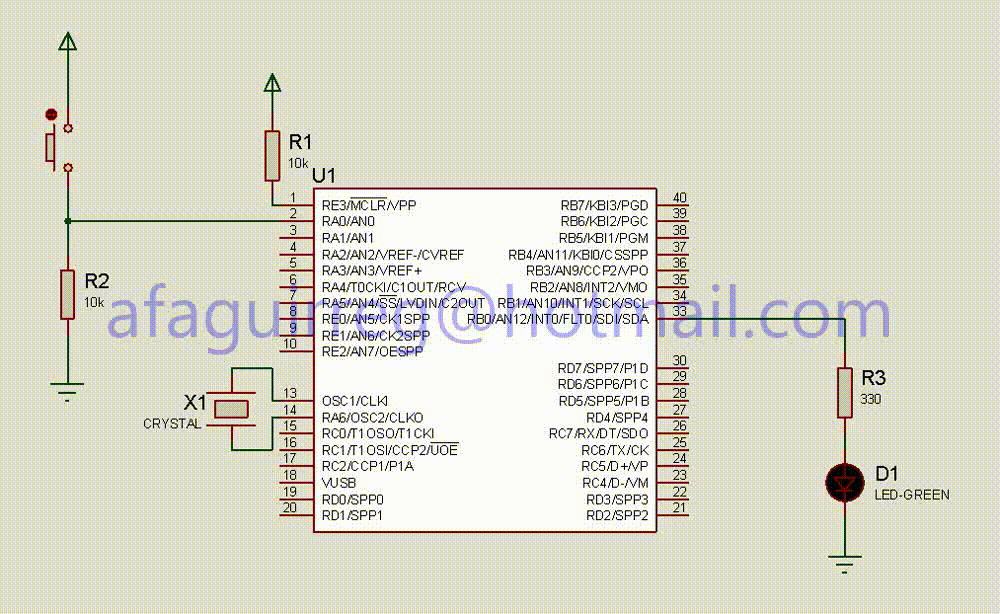 R1
10k
U1
1 RE3/MCLR/VPP
2 RA0/AN0
3 RA1/AN1
4 RA2/AN2/VREF-/CVREF
5 RA3/AN3/VREF+
6 RA4/T0CKI/C1OUT/RCV
7 RA5/AN4/SS/LVDIN/C2OUT
8 RE0/AN5/CK1SPP
9 RE1/AN6/CK2SPP
10 RE2/AN7/OESPP
13 OSC1/CLKI
14 RA6/OSC2/CLKO
15 RC0/T1OSO/T1CKI
16 RC1/T1OSI/CCP2/UOE
17 RC2/CCP1/P1A
18 VUSB
19 RD0/SPP0
20 RD1/SPP1
RB7/KBI3/PGD 40
RB6/KBI2/PGC 39
RB5/KBI1/PGM 38
RB4/AN11/KBI0/CSSPP 37
RB3/AN9/CCP2/VPO 36
RB2/AN8/INT2/VMO 35
RB1/AN10/INT1/SCK/SCL 34
RB0/AN12/INT0/FLT0/SDI/SDA 33
RD7/SPP7/P1D 30
RD6/SPP6/P1C 29
RD5/SPP5/P1B 28
RD4/SPP4 27
RC7/RX/DT/SDO 26
RC6/TX/CK 25
RC5/D+/VP 24
RC4/D-/VM 23
RD3/SPP3 22
RD2/SPP2 21
R2
10k
X1
CRYSTAL
R3
330
D1
LED-GREEN
afaguineg@hotmail.com